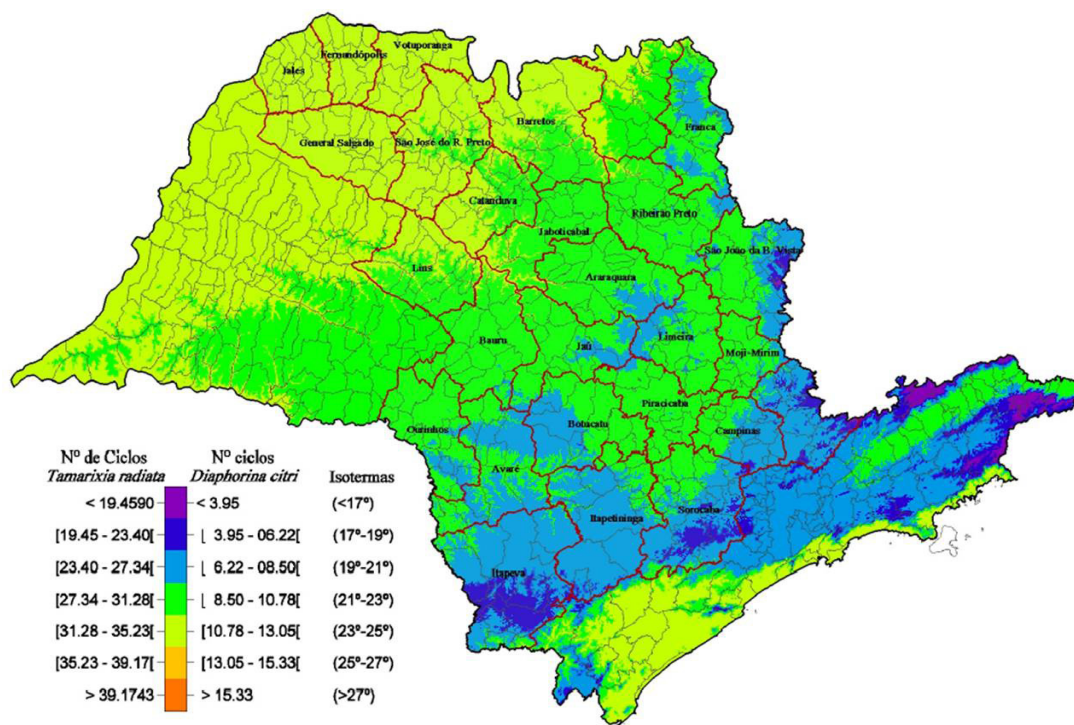 Votuporanga
Fernandópolis
Jales
Barretos
Franca
General Salgado
São José do R. Preto
Catanduva
Ribeirão Preto
Jaboticabal
São João da B. Vista
Lins
Araraquara
Bauru
Jaú
Limeira
Moji-Mirim
Piracicaba
Ourinhos
Botucatu
Campinas
Avaré
Itapetininga
Sorocaba
Itapeva
Nº de Ciclos Nº ciclos
Tamarixia radiata Diaphorina citri Isotermas
< 19.4590 < 3.95 (<17º)
[19.45 - 23.40[ [ 3.95 - 06.22[ (17º-19º)
[23.40 - 27.34[ [ 6.22 - 08.50[ (19º-21º)
[27.34 - 31.28[ [ 8.50 - 10.78[ (21º-23º)
[31.28 - 35.23[ [10.78 - 13.05[ (23º-25º)
[35.23 - 39.17[ [13.05 - 15.33[ (25º-27º)
> 39.1743 > 15.33 (>27º)